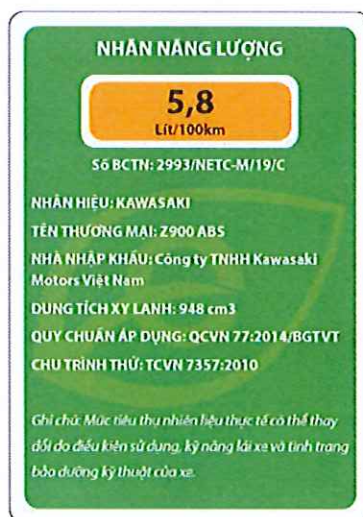 NHÃN NĂNG LƯỢNG
5,8
Lít/100km
Số BCTN: 2993/NETC-M/19/C
NHÃN HIỆU: KAWASAKI
TÊN THƯƠNG MẠI: Z900 ABS
NHÀ NHẬP KHẨU: Công ty TNHH Kawasaki
Motors Việt Nam
DUNG TÍCH XY LANH: 948 cm3
QUY CHUẨN ÁP DỤNG: QCVN 77:2014/BGTVT
CHU TRÌNH THỬ: TCVN 7357:2010
Ghi chú: Mức tiêu thụ nhiên liệu thực tế có thể thay
đổi do điều kiện sử dụng, kỹ năng lái xe và tình trạng
bảo dưỡng kỹ thuật của xe.